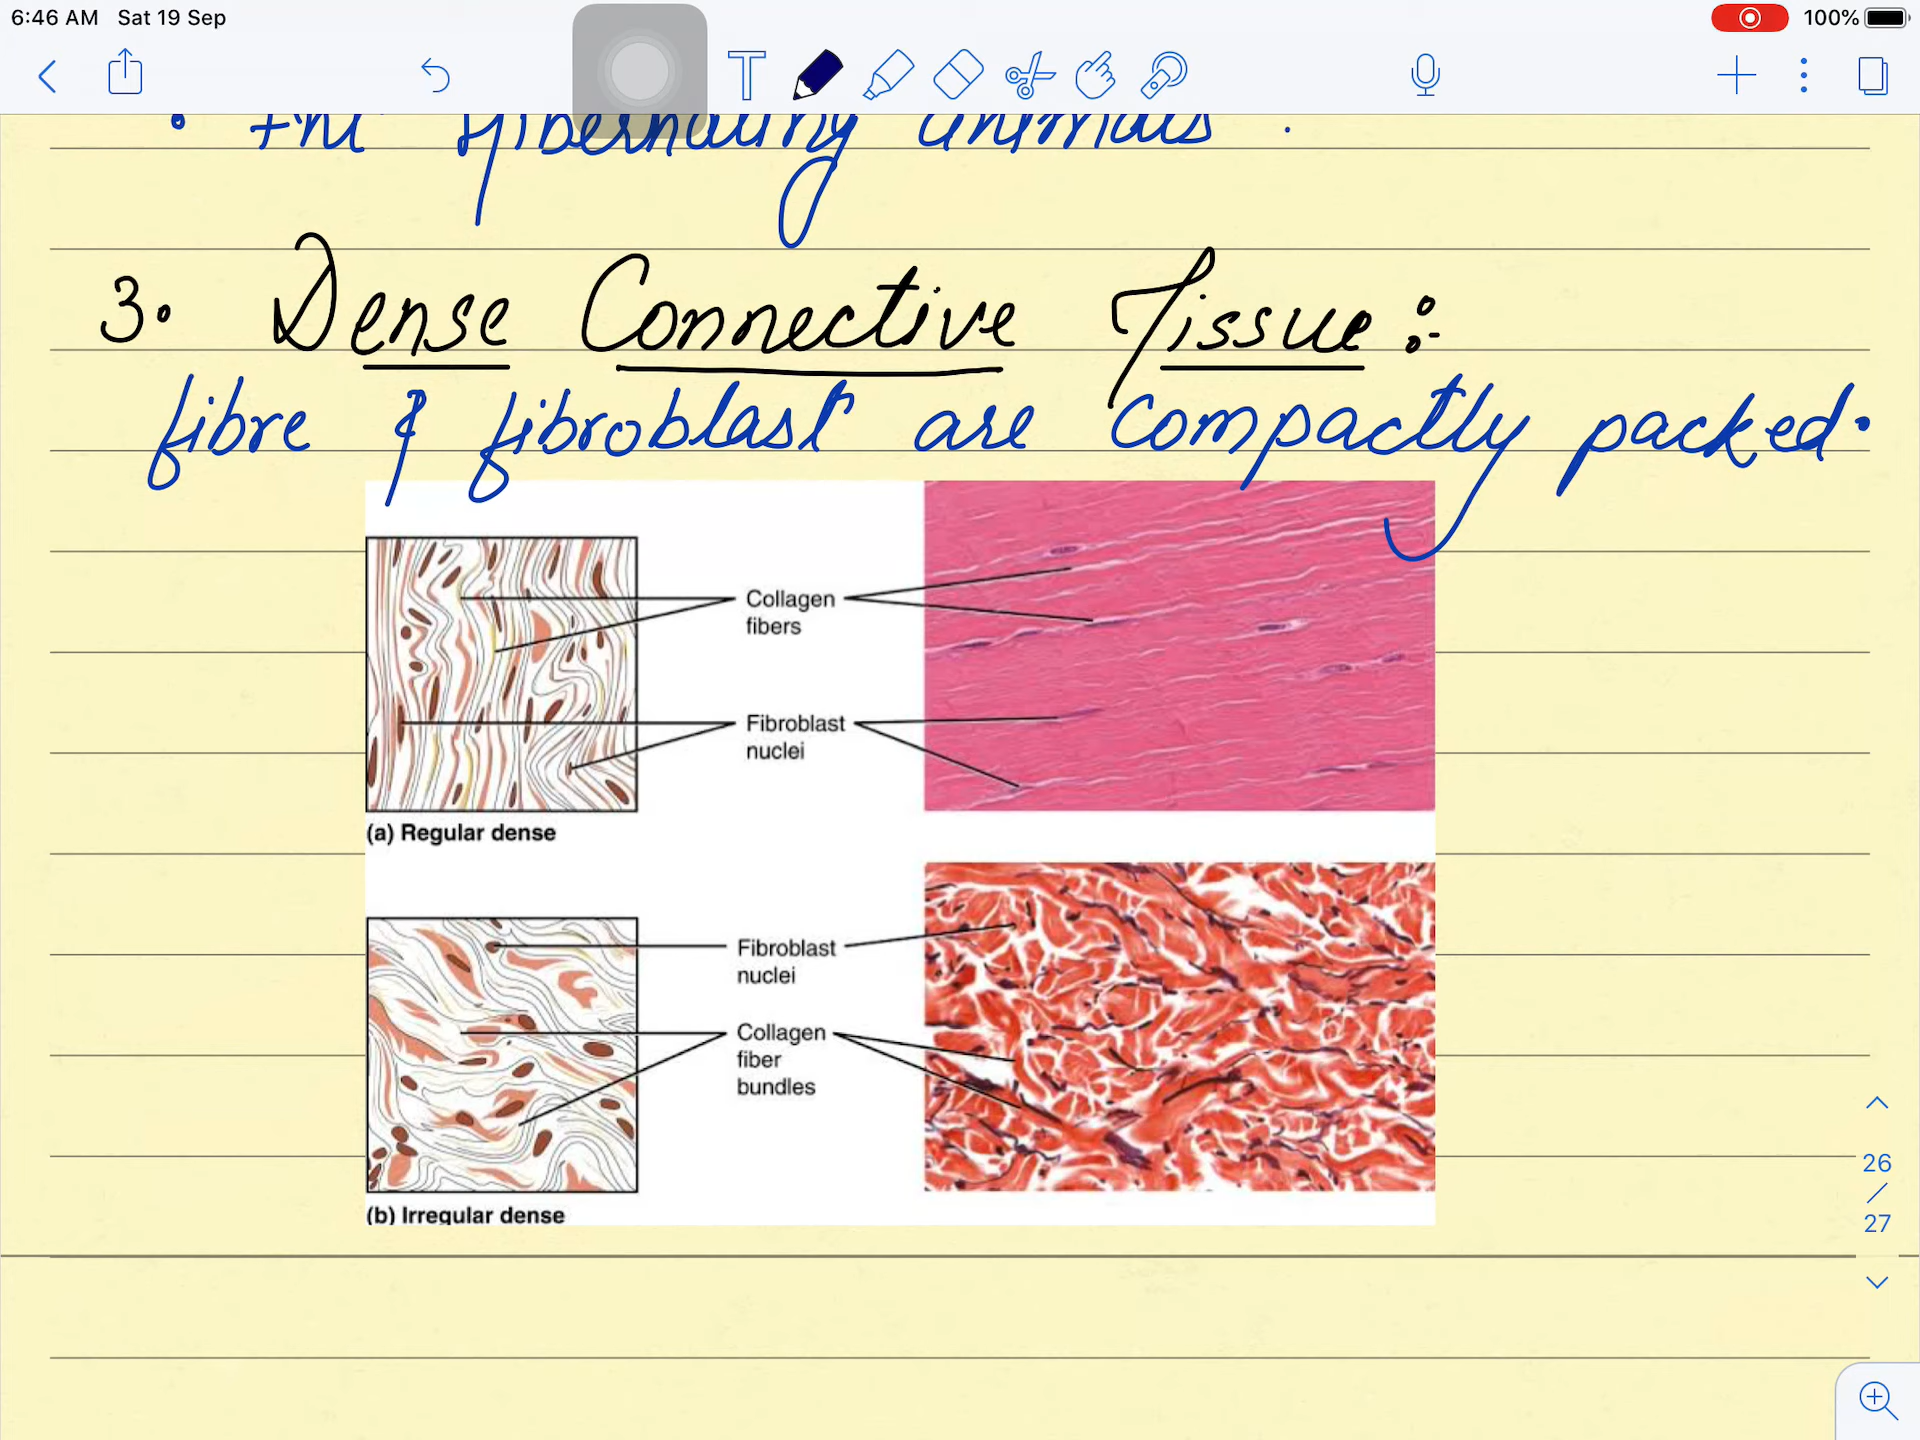 6:46 AM Sat 19 Sep
100%
T
• hibernating animals.
3. Dense Connective Tissue :-
fibre & fibroblast are compactly packed.
Collagen
fibers
Fibroblast
nuclei
(a) Regular dense
Fibroblast
nuclei
Collagen
fiber
bundles
(b) Irregular dense
26
/
27